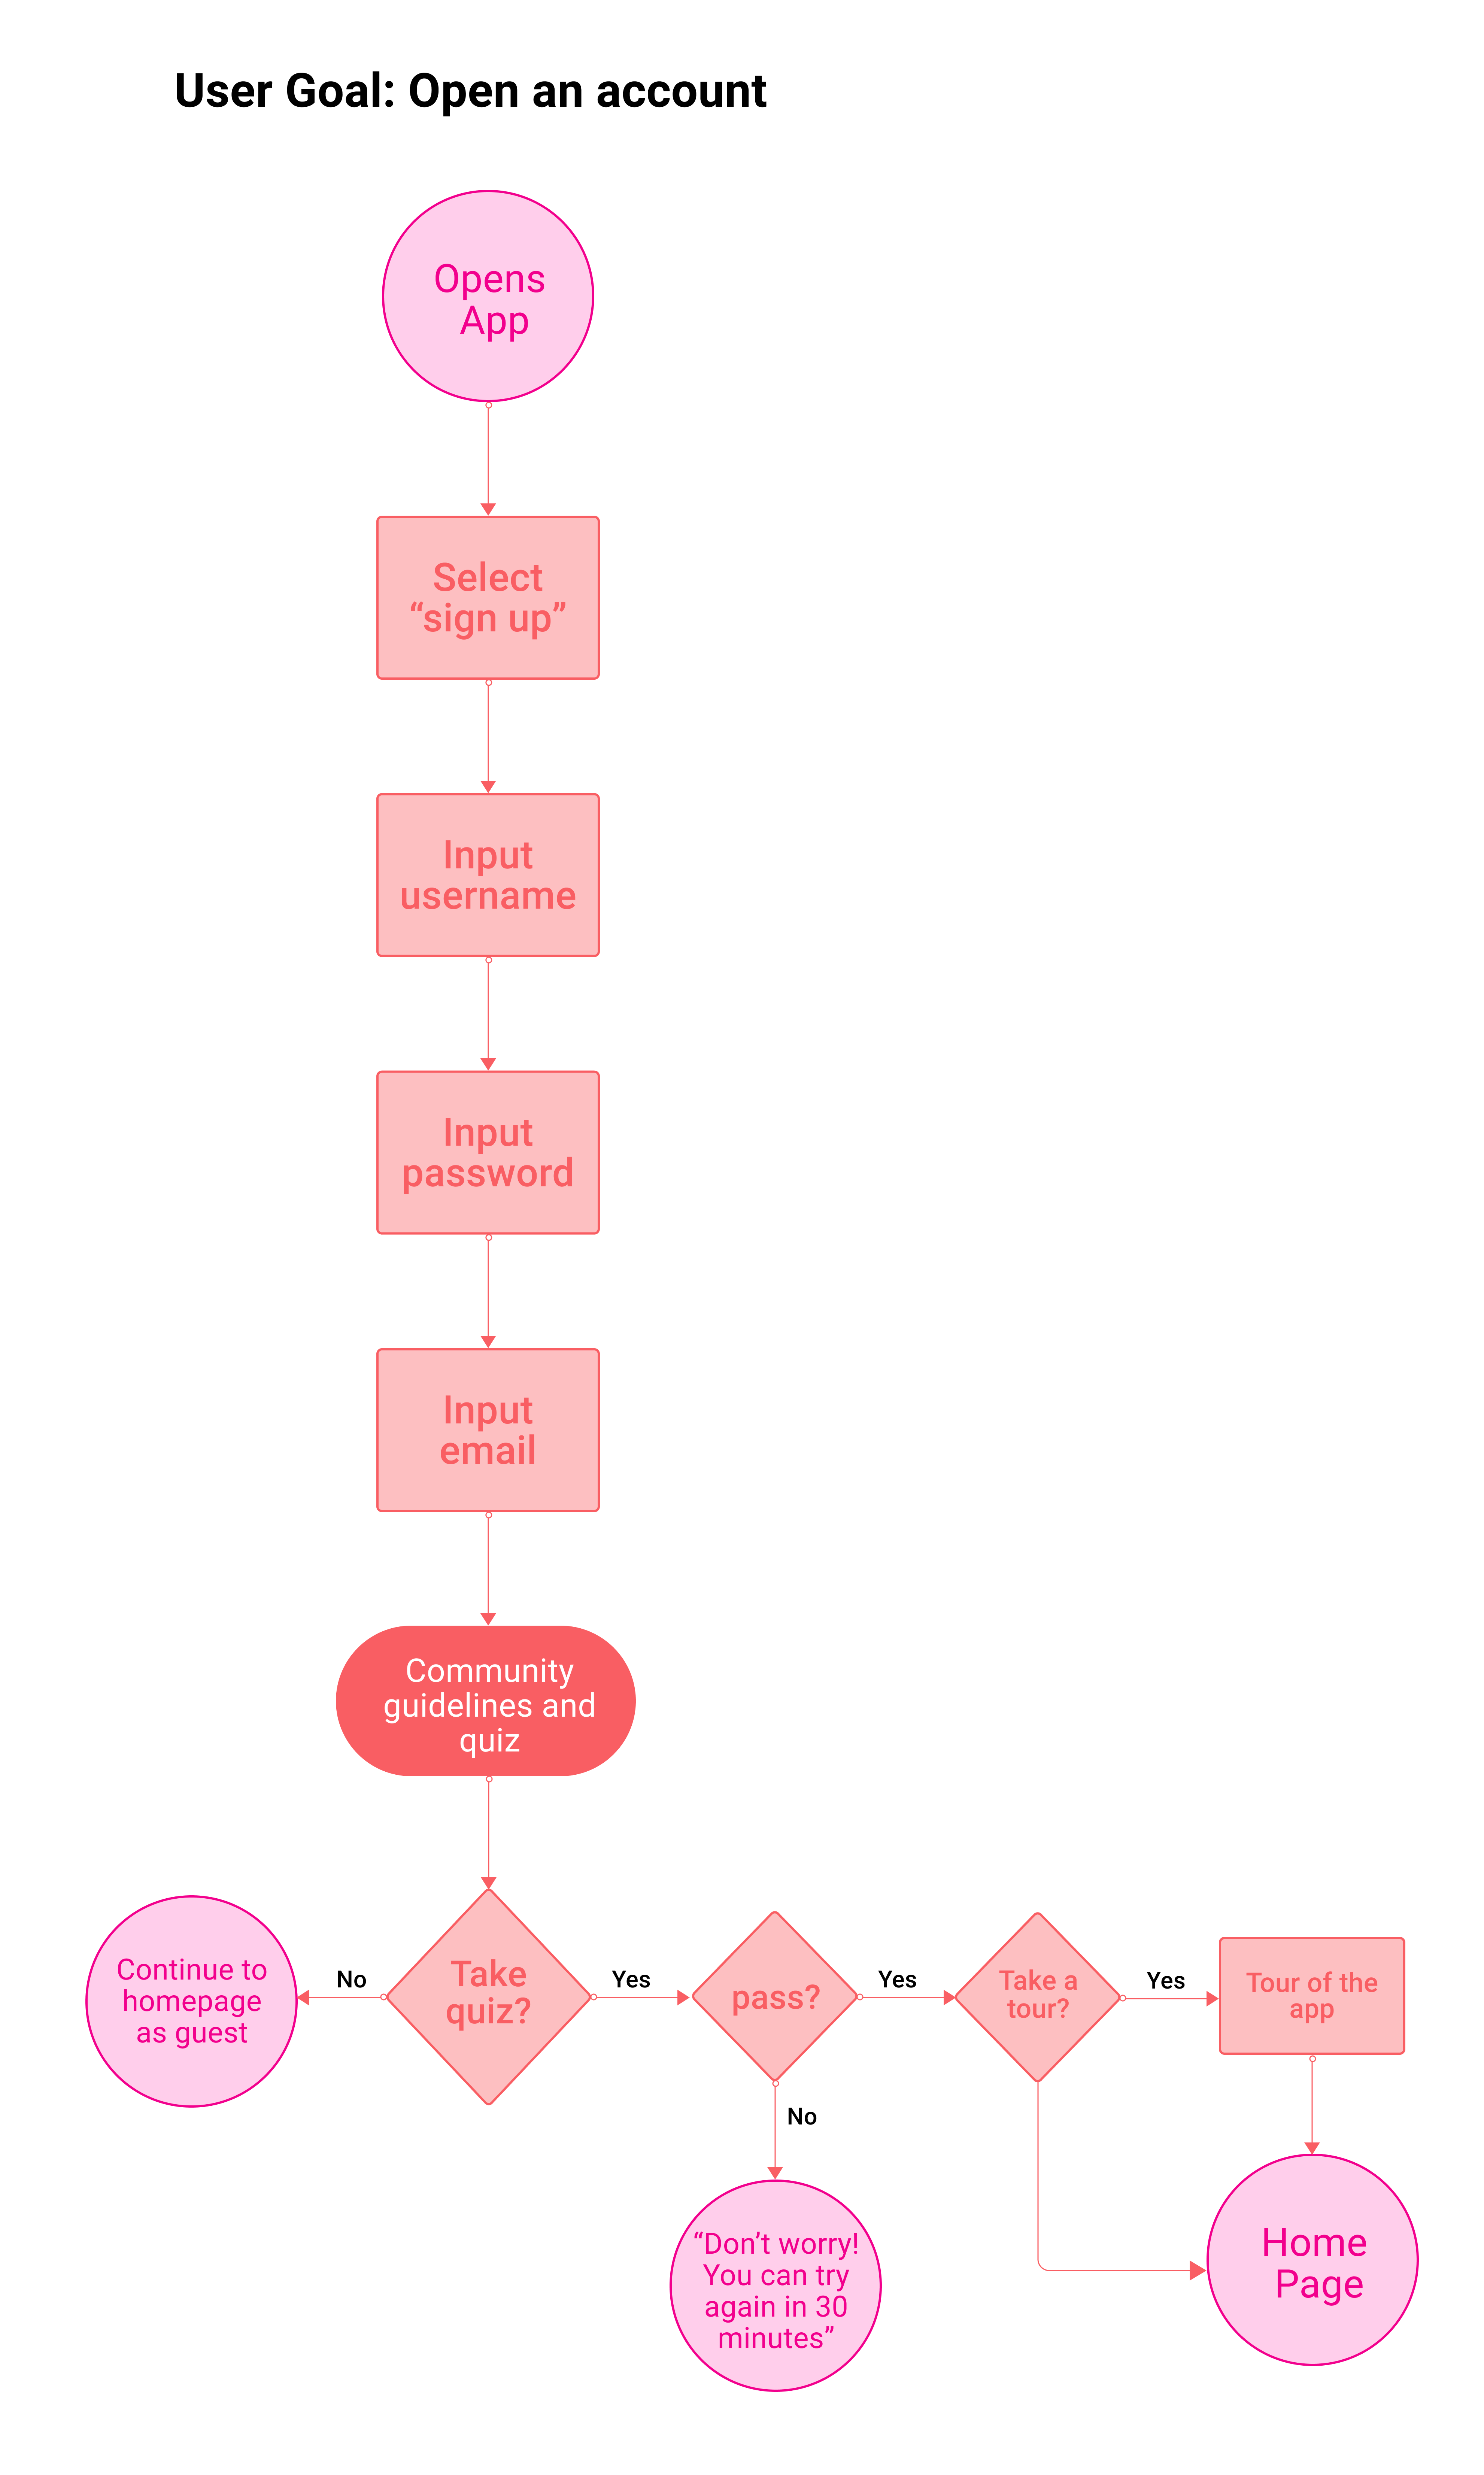 User Goal: Open an account
Opens
App
Select
“sign up”
Input
username
Input
password
Input
email
Community
guidelines and
quiz
Continue to
homepage
as guest
No
Take
quiz?
Yes
pass?
Yes
Take a
tour?
Yes
Tour of the
app
No
“Don’t worry!
You can try
again in 30
minutes”
Home
Page